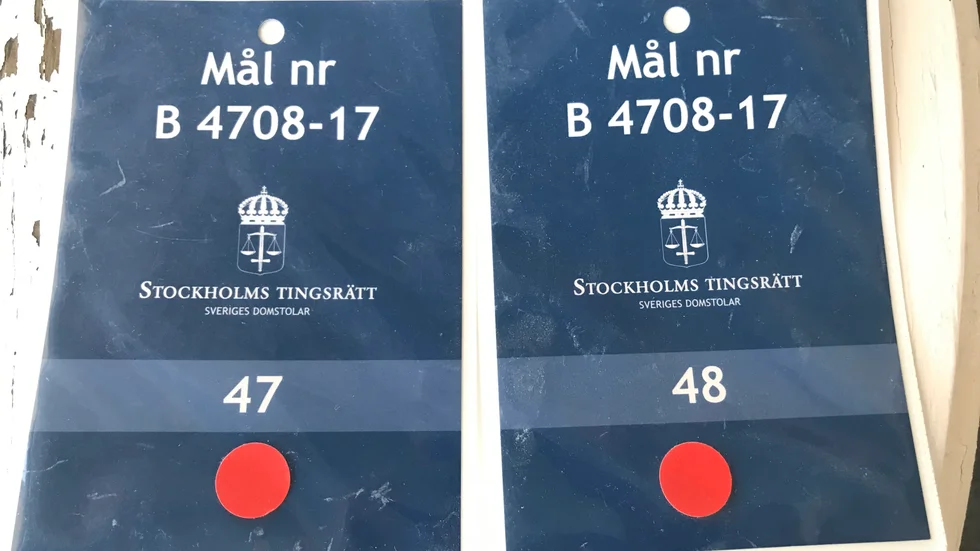 Mål nr
B 4708-17
STOCKHOLMS TINGSRÄTT
SVERIGES DOMSTOLAR
47
Mål nr
B 4708-17
STOCKHOLMS TINGSRÄTT
SVERIGES DOMSTOLAR
48